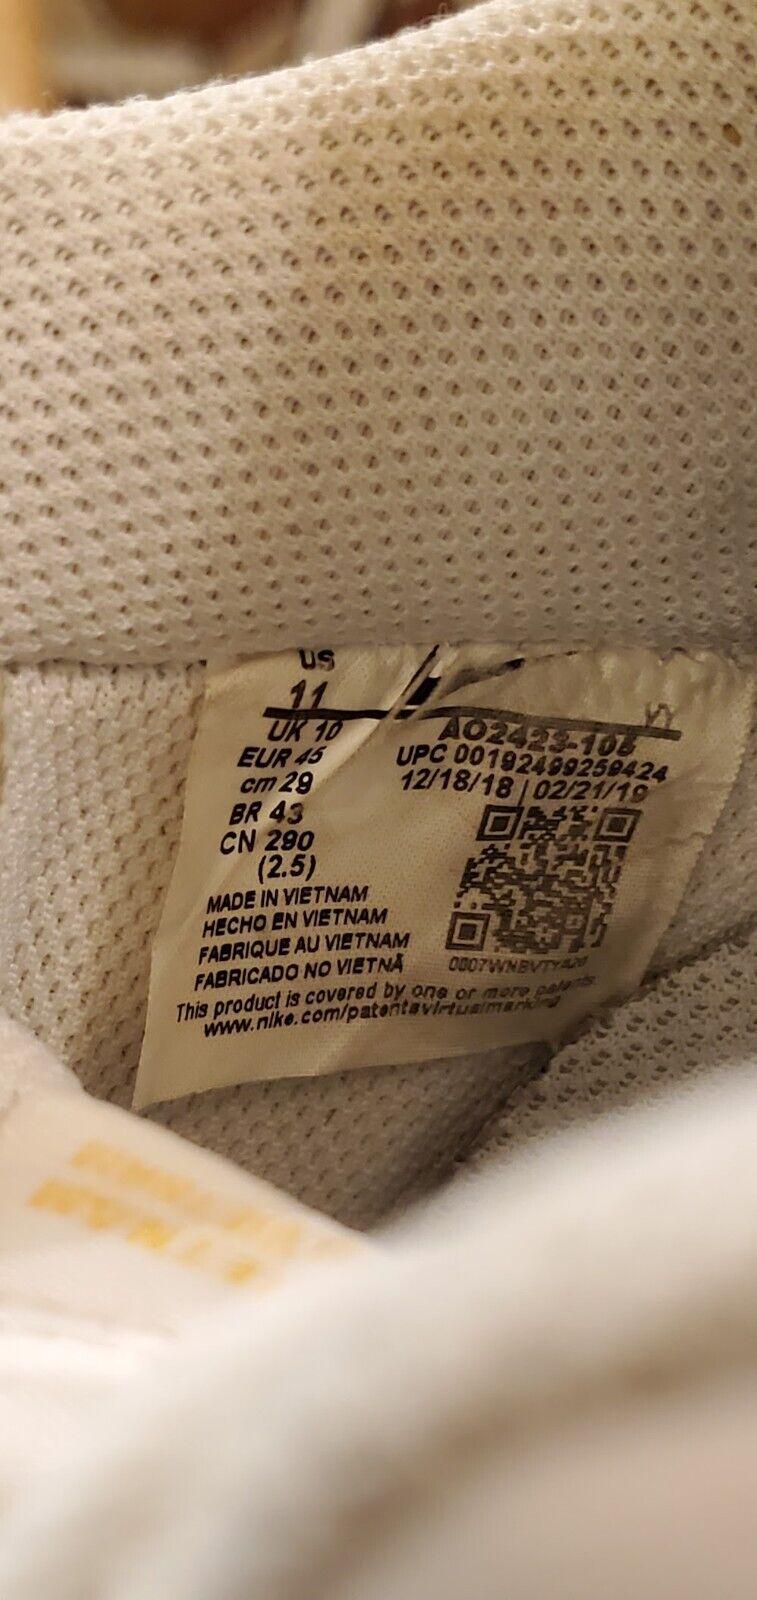 US
11
UK 10
EUR 45
cm 29
BR 43
CN 290
(2.5)
AO2423-105
UPC 00192499259424
12/18/18 | 02/21/19
MADE IN VIETNAM
HECHO EN VIETNAM
FABRIQUE AU VIETNAM
FABRICADO NO VIETNÃ
This product is covered by one or more patents
www.nike.com/patentsvirtualmarking